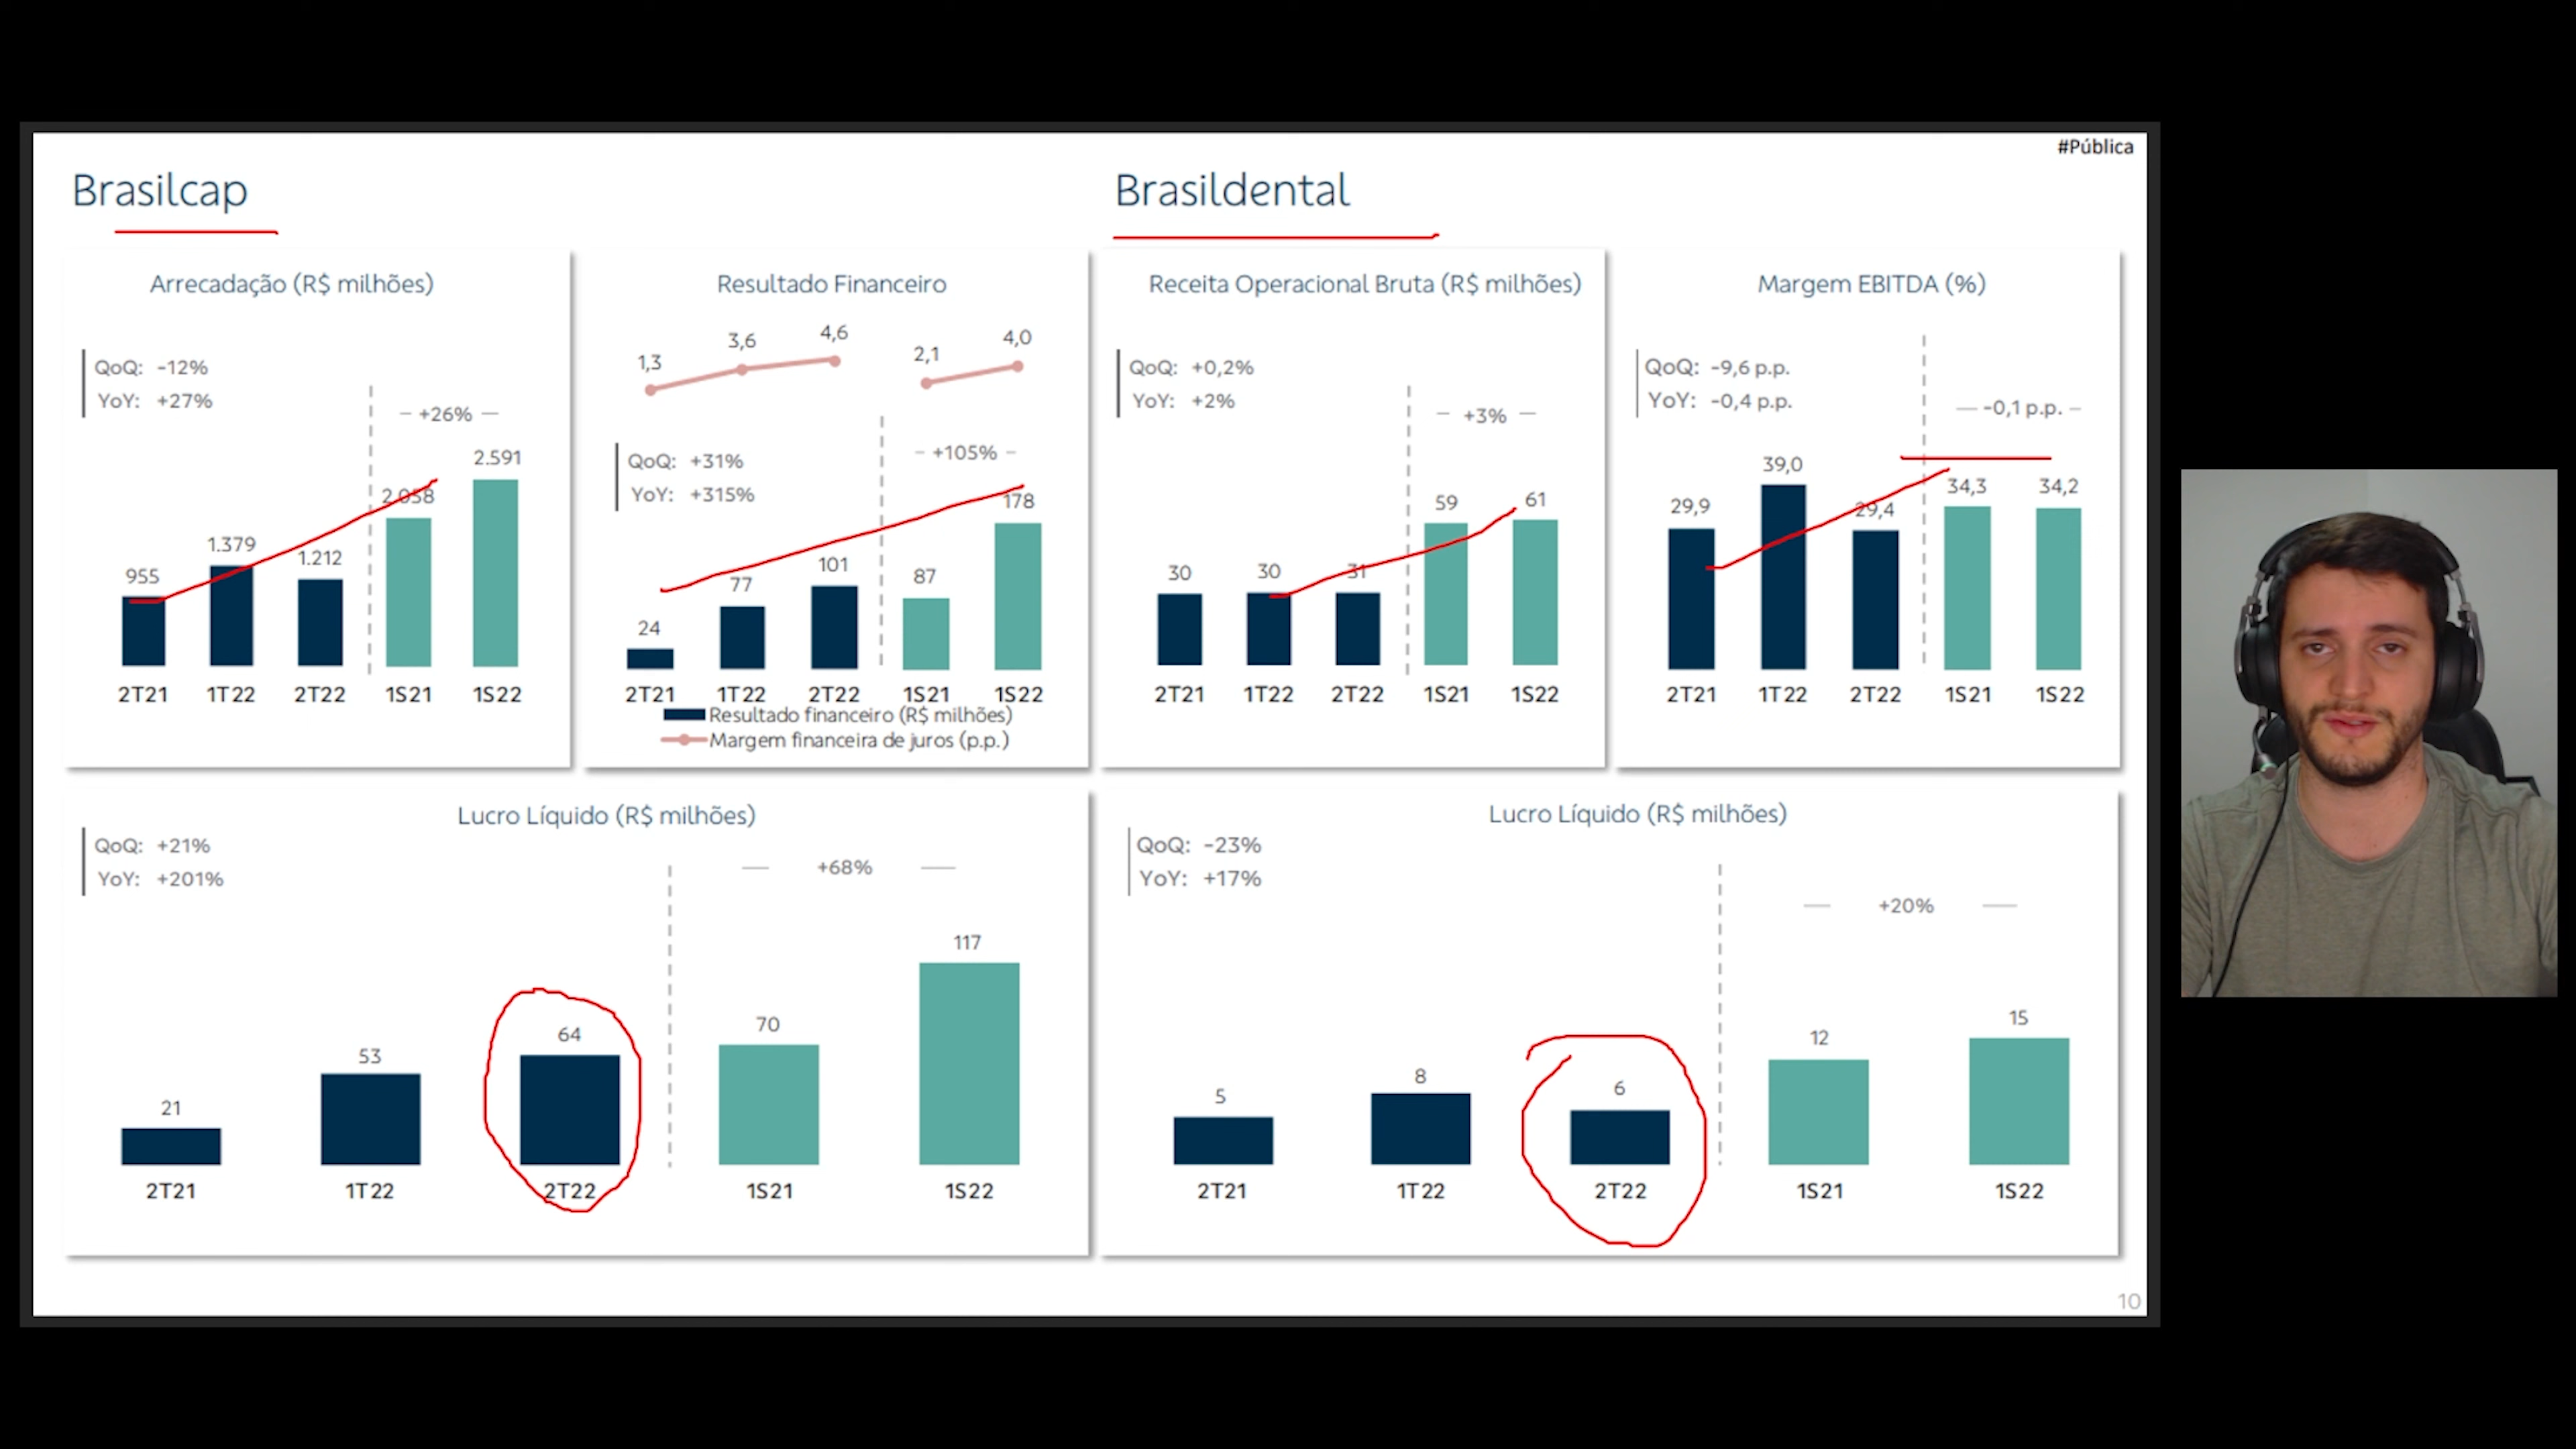 #Pública
Brasilcap
Brasildental
Arrecadação (R$ milhões)
QoQ: -12%
YoY: +27%
+26%
955
1.379
1.212
2.058
2.591
2T21 1T22 2T22 1S21 1S22
Resultado Financeiro
1,3 3,6 4,6 2,1 4,0
QoQ: +31%
YoY: +315%
+105%
24 77 101 87 178
2T21 1T22 2T22 1S21 1S22
Resultado financeiro (R$ milhões)
Margem financeira de juros (p.p.)
Receita Operacional Bruta (R$ milhões)
QoQ: +0,2%
YoY: +2%
+3%
30 30 31 59 61
2T21 1T22 2T22 1S21 1S22
Margem EBITDA (%)
QoQ: -9,6 p.p.
YoY: -0,4 p.p.
-0,1 p.p.
29,9 39,0 29,4 34,3 34,2
2T21 1T22 2T22 1S21 1S22
Lucro Líquido (R$ milhões)
QoQ: +21%
YoY: +201%
+68%
21 53 64 70 117
2T21 1T22 2T22 1S21 1S22
Lucro Líquido (R$ milhões)
QoQ: -23%
YoY: +17%
+20%
5 8 6 12 15
2T21 1T22 2T22 1S21 1S22
10